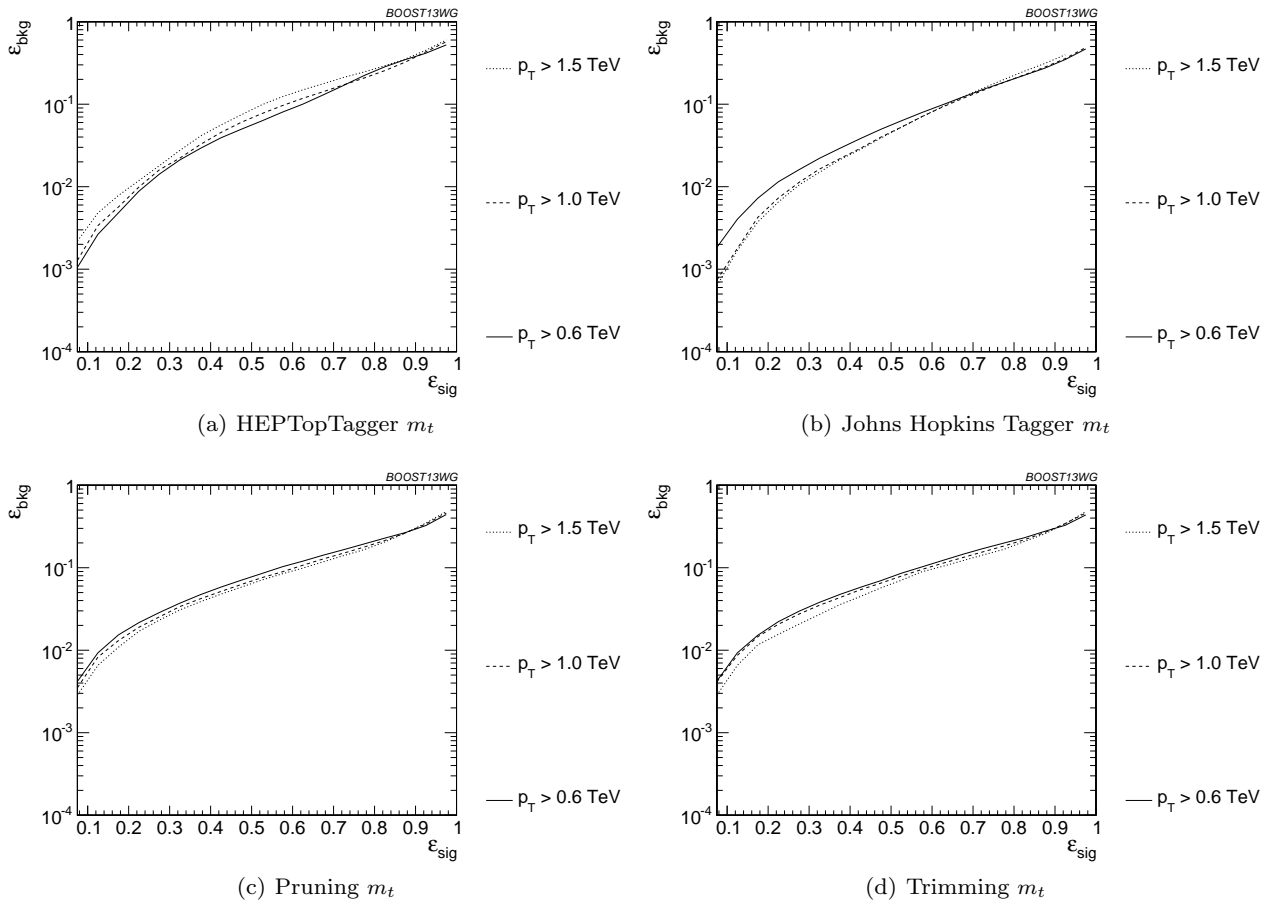 BOOST13WG
ε_bkg
1
10^-1
10^-2
10^-3
10^-4
0.1 0.2 0.3 0.4 0.5 0.6 0.7 0.8 0.9 1
ε_sig
p_T > 1.5 TeV
p_T > 1.0 TeV
p_T > 0.6 TeV
(a) HEPTopTagger m_t
BOOST13WG
ε_bkg
1
10^-1
10^-2
10^-3
10^-4
0.1 0.2 0.3 0.4 0.5 0.6 0.7 0.8 0.9 1
ε_sig
p_T > 1.5 TeV
p_T > 1.0 TeV
p_T > 0.6 TeV
(b) Johns Hopkins Tagger m_t
BOOST13WG
ε_bkg
1
10^-1
10^-2
10^-3
10^-4
0.1 0.2 0.3 0.4 0.5 0.6 0.7 0.8 0.9 1
ε_sig
p_T > 1.5 TeV
p_T > 1.0 TeV
p_T > 0.6 TeV
(c) Pruning m_t
BOOST13WG
ε_bkg
1
10^-1
10^-2
10^-3
10^-4
0.1 0.2 0.3 0.4 0.5 0.6 0.7 0.8 0.9 1
ε_sig
p_T > 1.5 TeV
p_T > 1.0 TeV
p_T > 0.6 TeV
(d) Trimming m_t